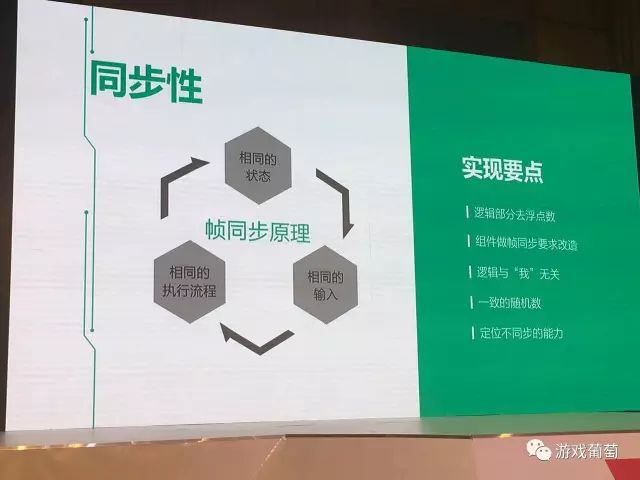 同步性
相同的
状态
帧同步原理
相同的
执行流程
相同的
输入
实现要点
逻辑部分去浮点数
组件做帧同步要求改造
逻辑与“我”无关
一致的随机数
定位不同步的能力
游戏葡萄